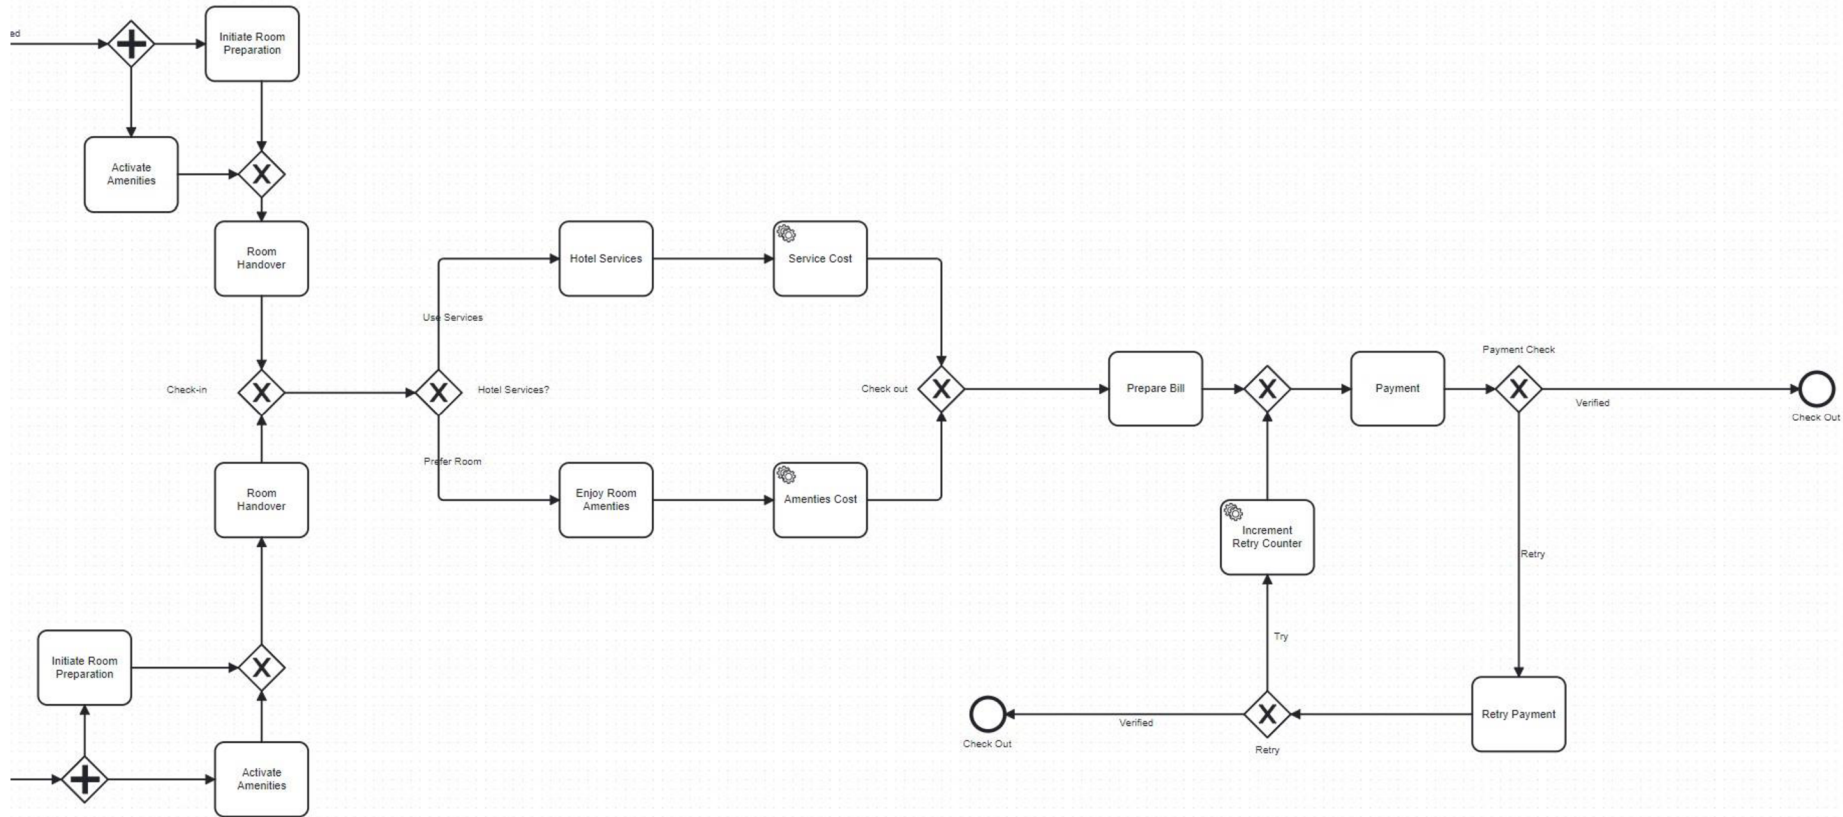 ed
Initiate Room
Preparation
Activate
Amenities
Room
Handover
Hotel Services
Service Cost
Use Services
Check-in
Hotel Services?
Check out
Prepare Bill
Payment
Payment Check
Verified
Check Out
Prefer Room
Room
Handover
Enjoy Room
Amenties
Amenties Cost
Increment
Retry Counter
Retry
Try
Initiate Room
Preparation
Retry Payment
Verified
Check Out
Retry
Activate
Amenities